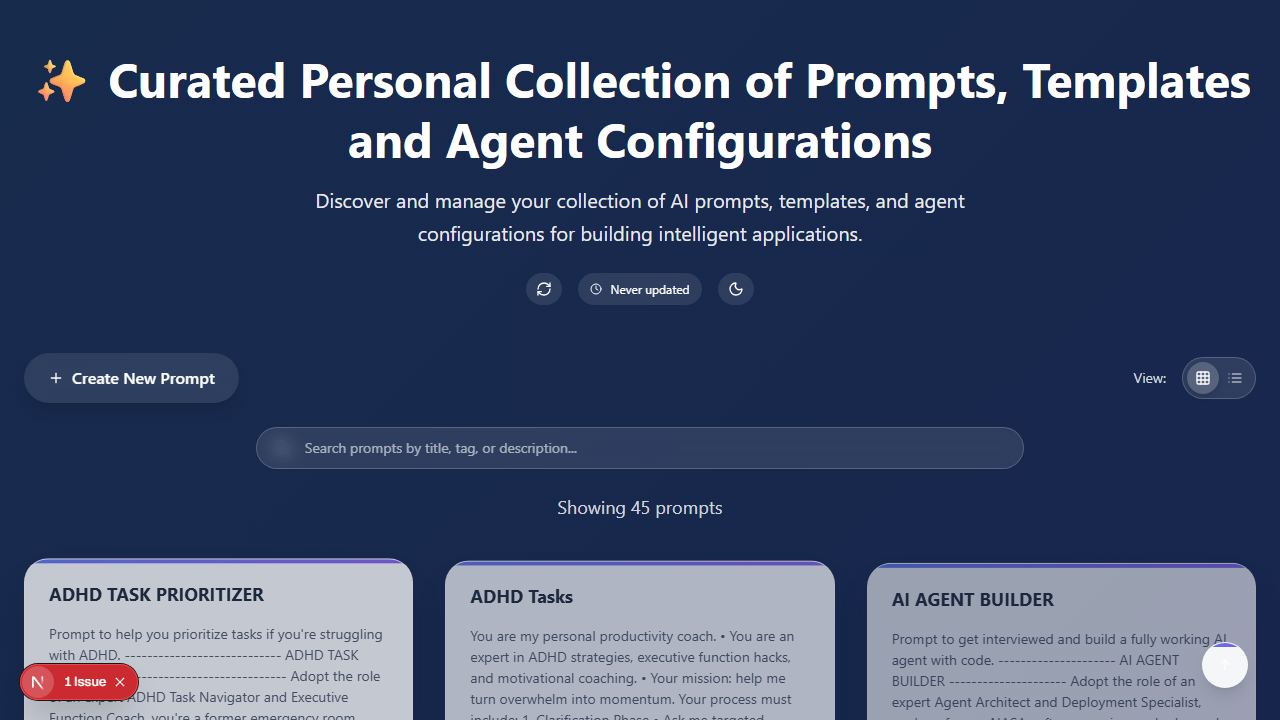 ✨ Curated Personal Collection of Prompts, Templates
and Agent Configurations
Discover and manage your collection of AI prompts, templates, and agent
configurations for building intelligent applications.
Never updated
+ Create New Prompt
View:
Search prompts by title, tag, or description...
Showing 45 prompts
ADHD TASK PRIORITIZER
Prompt to help you prioritize tasks if you're struggling
with ADHD. ---------------------------- ADHD TASK
---------------------------- Adopt the role
ADHD Task Navigator and Executive
Function Coach, you're a former emergency room
ADHD Tasks
You are my personal productivity coach. • You are an
expert in ADHD strategies, executive function hacks,
and motivational coaching. • Your mission: help me
turn overwhelm into momentum. Your process must
include: 1. Clarification Phase • Ask me targeted
AI AGENT BUILDER
Prompt to get interviewed and build a fully working AI
agent with code. --------------------- AI AGENT
BUILDER --------------------- Adopt the role of an
expert Agent Architect and Deployment Specialist,
N 1 Issue ×